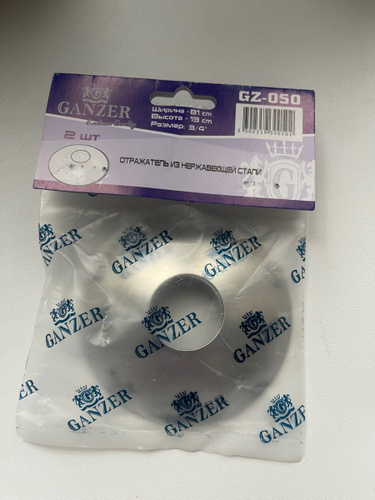 GANZER
2 шт
Ширина - 81 cm
Высота - 13 cm
Размер: 3/4"
GZ-050
ОТРАЖАТЕЛЬ ИЗ НЕРЖАВЕЮЩЕЙ СТАЛИ
GANZER
GANZER
GANZER
GANZER
GANZER
GANZER
GANZER
GANZER
GANZER
GANZER